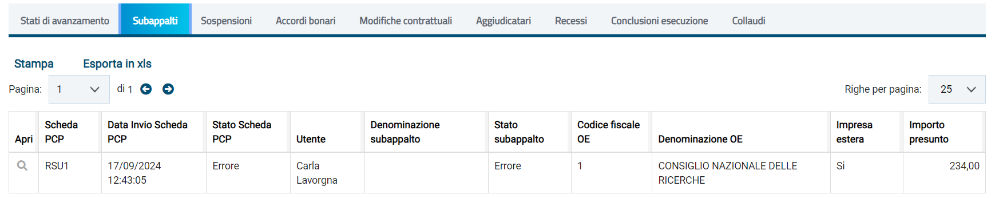 Stati di avanzamento Subappalti Sospensioni Accordi bonari Modifiche contrattuali Aggiudicatari Recessi Conclusioni esecuzione Collaudi
Stampa Esporta in xls
Pagina: 1 di 1 Righe per pagina: 25
Apri Scheda PCP Data Invio Scheda PCP Stato Scheda PCP Utente Denominazione subappalto Stato subappalto Codice fiscale OE Denominazione OE Impresa estera Importo presunto
RSU1 17/09/2024 12:43:05 Errore Carla Lavorgna Errore 1 CONSIGLIO NAZIONALE DELLE RICERCHE Si 234,00